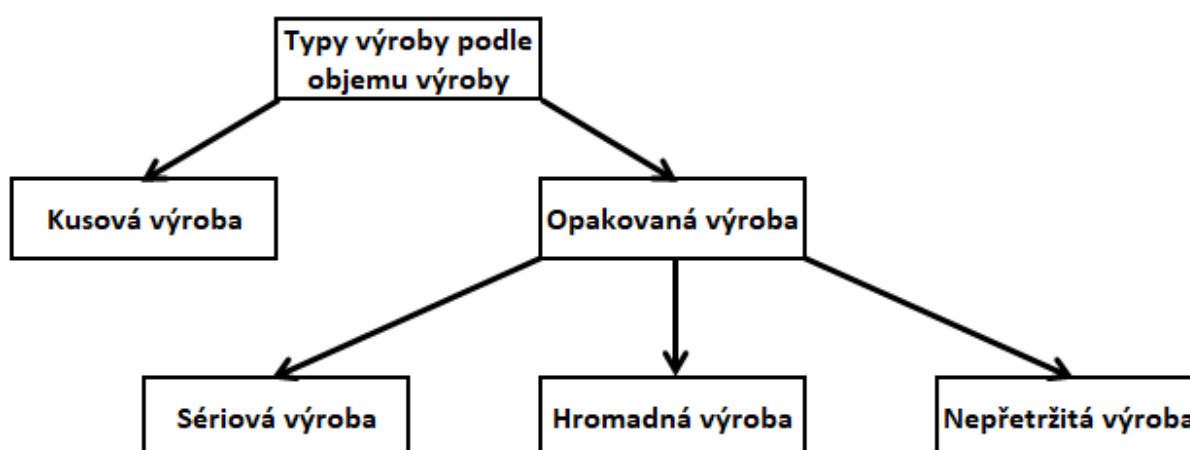 Typy výroby podle
objemu výroby
Kusová výroba
Opakovaná výroba
Sériová výroba
Hromadná výroba
Nepřetržitá výroba